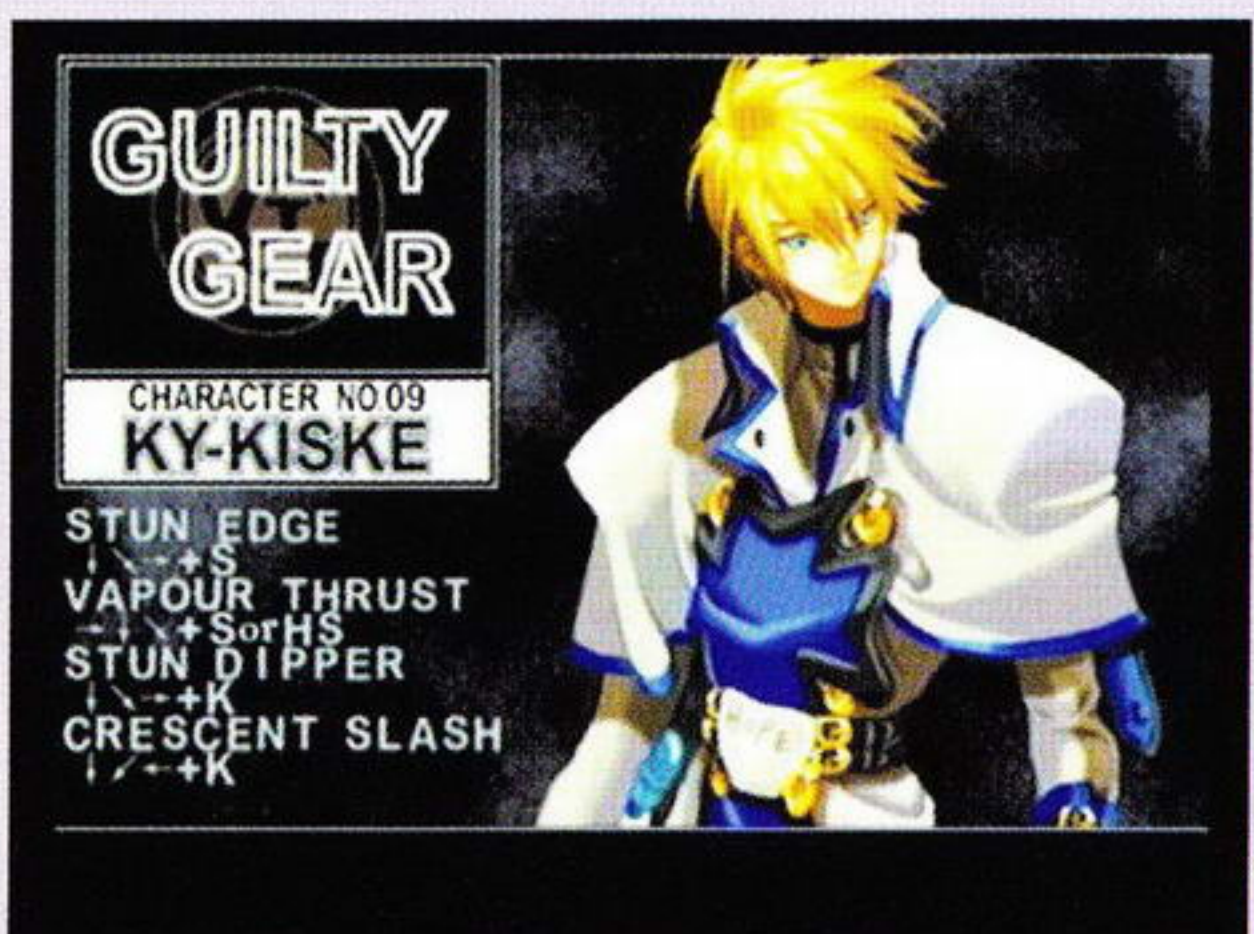 GUILTY
GEAR
CHARACTER NO 09
KY-KISKE
STUN EDGE
↓↘→+S
VAPOUR THRUST
→↓↘+SorHS
STUN DIPPER
↓↘→+K
CRESCENT SLASH
↓↙←+K